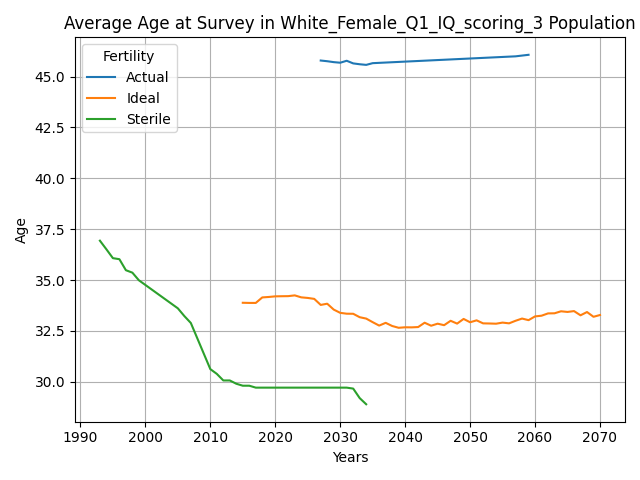 Average Age at Survey in White_Female_Q1_IQ_scoring_3 Population
Fertility
Actual
Ideal
Sterile
45.0
42.5
40.0
37.5
35.0
32.5
30.0
Age
1990 2000 2010 2020 2030 2040 2050 2060 2070
Years